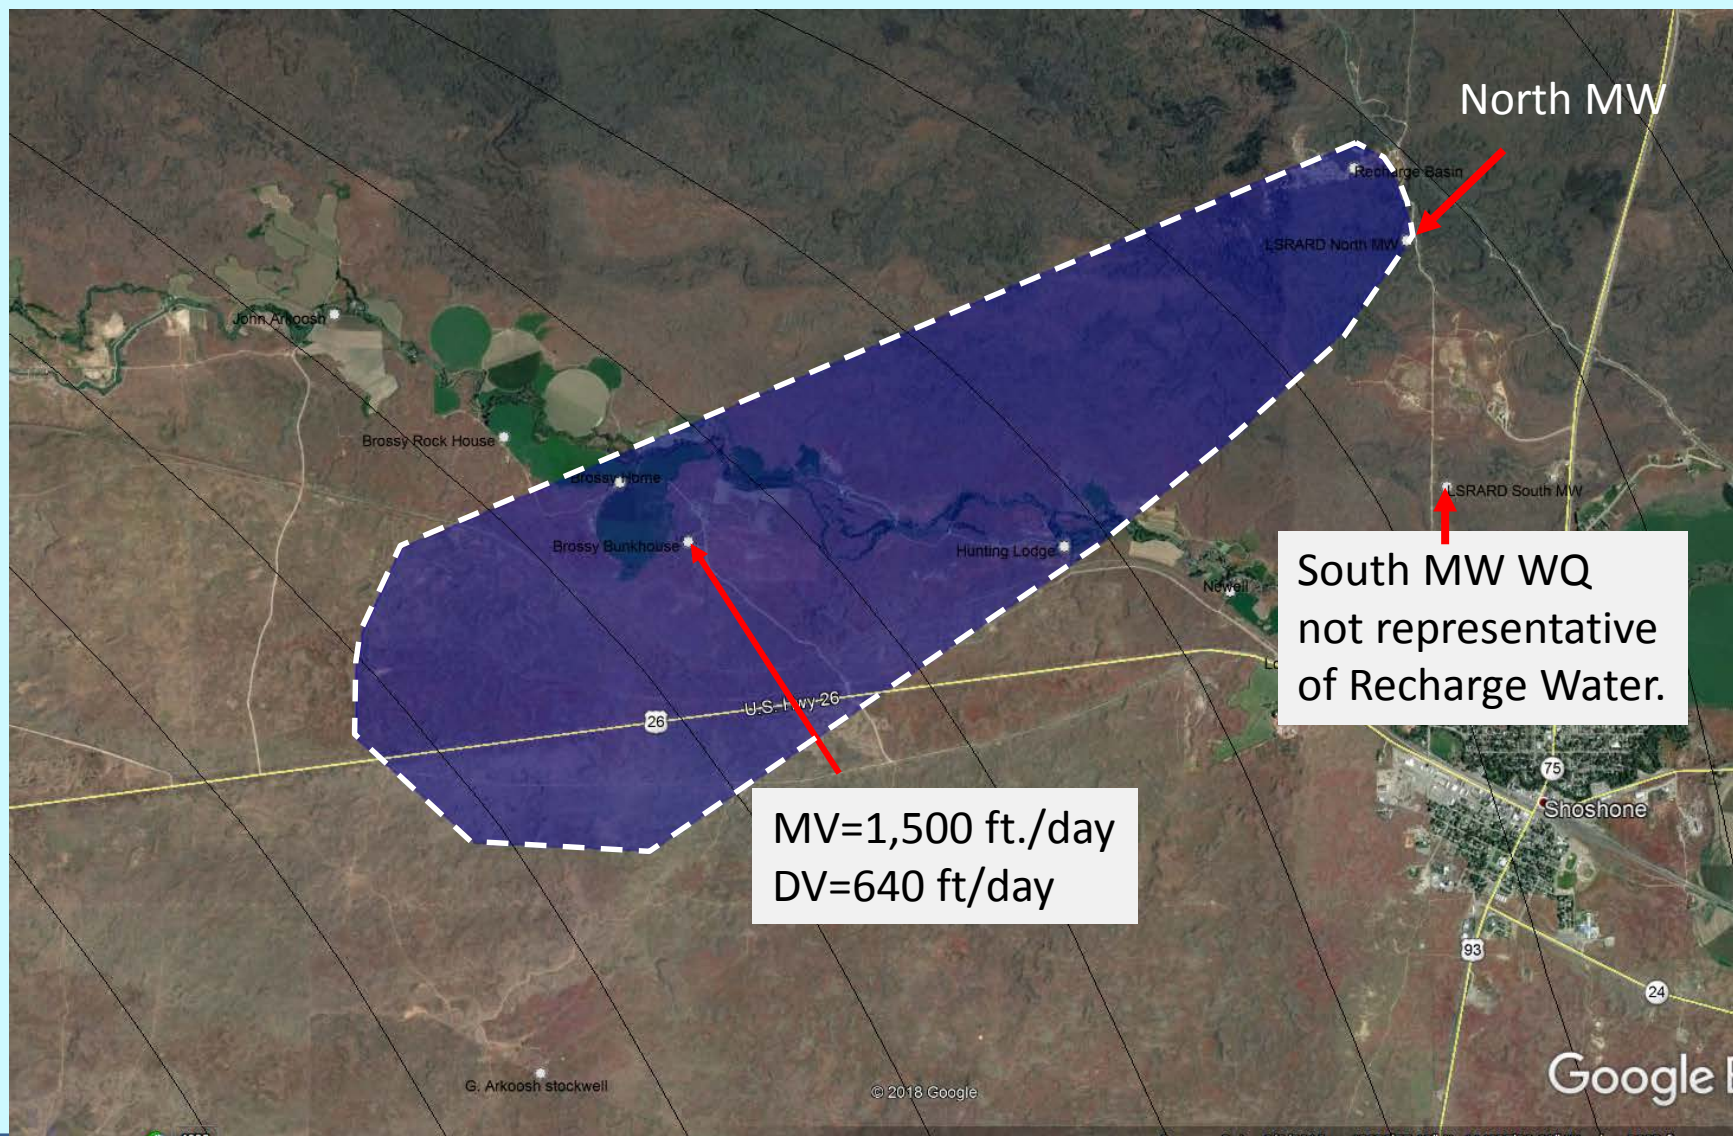 North MW
Recharge Basin
LSRARD North MW
John Arkoosh
Brossy Rock House
Brossy Home
LSRARD South MW
Brossy Bunkhouse
Hunting Lodge
South MW WQ
not representative
of Recharge Water.
Newell
U.S. Hwy 26
26
75
Shoshone
MV=1,500 ft./day
DV=640 ft/day
93
24
G. Arkoosh stockwell
© 2018 Google
Google